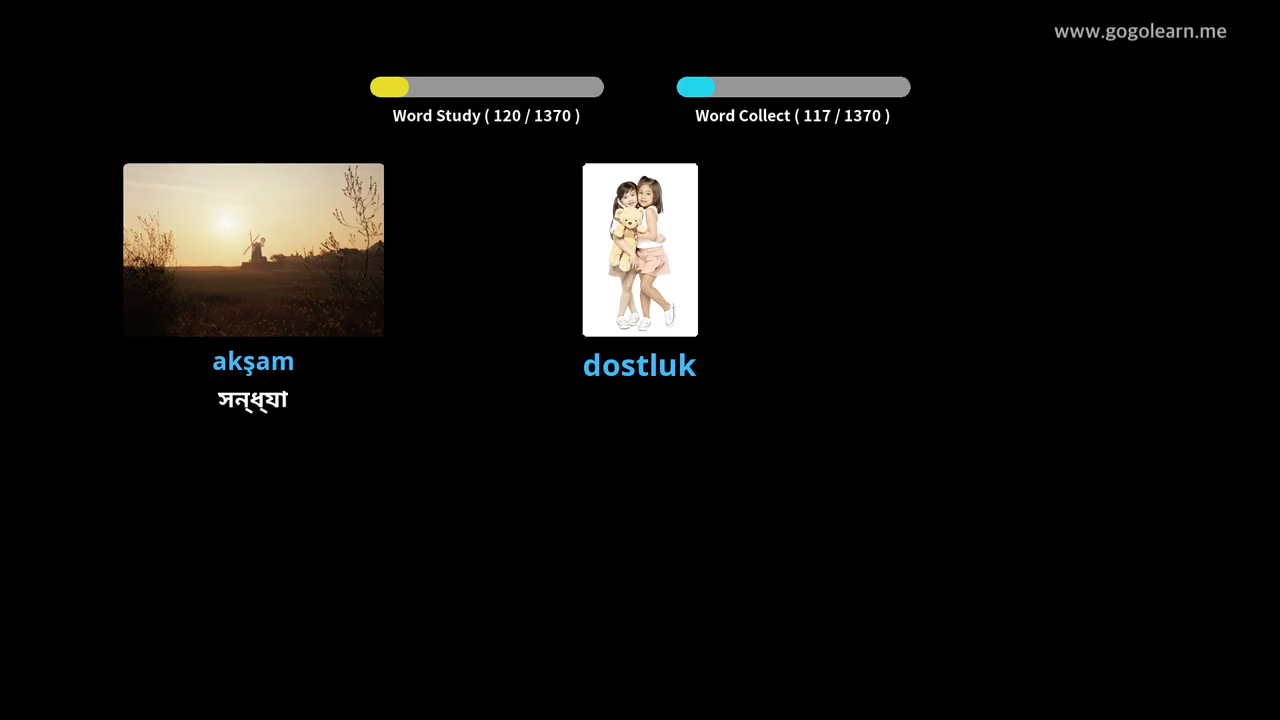 www.gogolearn.me
Word Study ( 120 / 1370 )
Word Collect ( 117 / 1370 )
akşam
সন্ধ্যা
dostluk